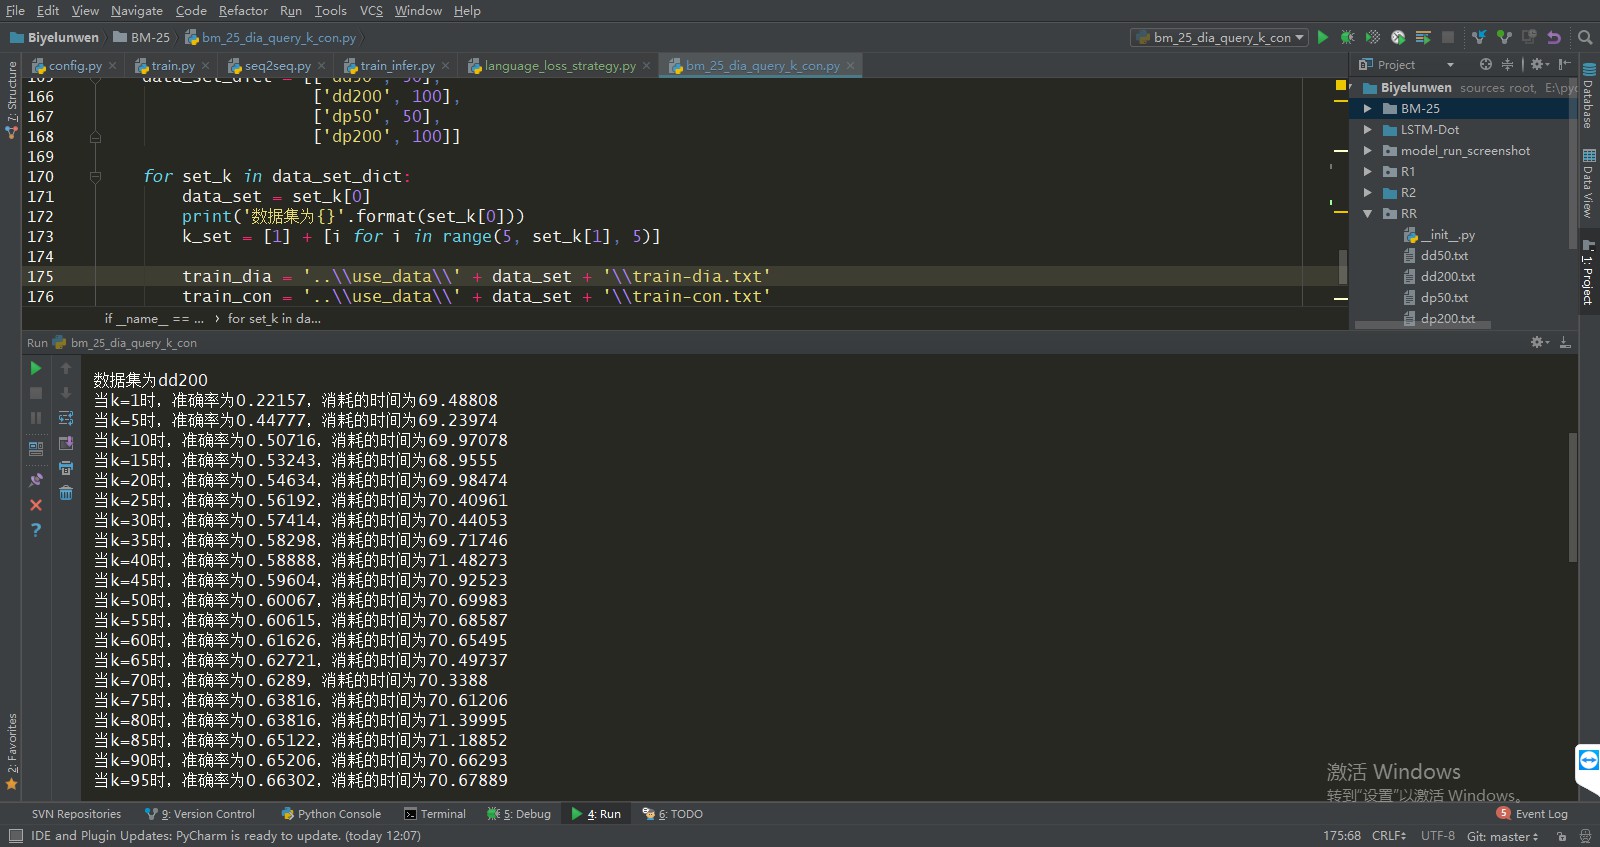 File Edit View Navigate Code Refactor Run Tools VCS Window Help
Biyelunwen BM-25 bm_25_dia_query_k_con.py bm_25_dia_query_k_con
config.py train.py seq2seq.py train_infer.py language_loss_strategy.py bm_25_dia_query_k_con.py Project
166 ['dd200', 100],
167 ['dp50', 50],
168 ['dp200', 100]]
169
170 for set_k in data_set_dict:
171 data_set = set_k[0]
172 print('数据集为{}'.format(set_k[0]))
173 k_set = [1] + [i for i in range(5, set_k[1], 5)]
174
175 train_dia = '..\\use_data\\' + data_set + '\\train-dia.txt'
176 train_con = '..\\use_data\\' + data_set + '\\train-con.txt'
if __name__ == ... › for set_k in da...
Biyelunwen sources root,
BM-25
LSTM-Dot
model_run_screenshot
R1
R2
RR
__init__.py
dd50.txt
dd200.txt
dp50.txt
dp200.txt
7: Structure
2: Favorites
Database
Data View
1: Project
Run bm_25_dia_query_k_con
数据集为dd200
当k=1时，准确率为0.22157，消耗的时间为69.48808
当k=5时，准确率为0.44777，消耗的时间为69.23974
当k=10时，准确率为0.50716，消耗的时间为69.97078
当k=15时，准确率为0.53243，消耗的时间为68.9555
当k=20时，准确率为0.54634，消耗的时间为69.98474
当k=25时，准确率为0.56192，消耗的时间为70.40961
当k=30时，准确率为0.57414，消耗的时间为70.44053
当k=35时，准确率为0.58298，消耗的时间为69.71746
当k=40时，准确率为0.58888，消耗的时间为71.48273
当k=45时，准确率为0.59604，消耗的时间为70.92523
当k=50时，准确率为0.60067，消耗的时间为70.69983
当k=55时，准确率为0.60615，消耗的时间为70.68587
当k=60时，准确率为0.61626，消耗的时间为70.65495
当k=65时，准确率为0.62721，消耗的时间为70.49737
当k=70时，准确率为0.6289，消耗的时间为70.3388
当k=75时，准确率为0.63816，消耗的时间为70.61206
当k=80时，准确率为0.63816，消耗的时间为71.39995
当k=85时，准确率为0.65122，消耗的时间为71.18852
当k=90时，准确率为0.65206，消耗的时间为70.66293
当k=95时，准确率为0.66302，消耗的时间为70.67889
激活 Windows
转到“设置”以激活 Windows。
SVN Repositories 9: Version Control Python Console Terminal 5: Debug 4: Run 6: TODO 5 Event Log
IDE and Plugin Updates: PyCharm is ready to update. (today 12:07) 175:68 CRLF UTF-8 Git: master